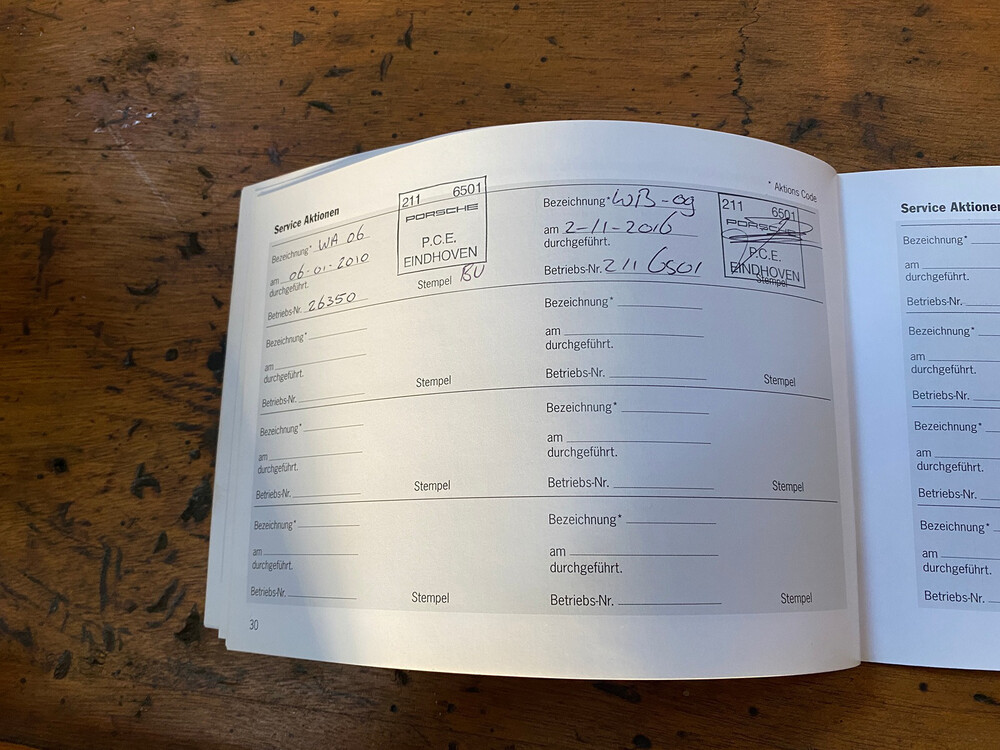 * Aktions Code
Service Aktionen
Bezeichnung* WA 06
am 06-01-2010
durchgeführt.
Betriebs-Nr. 26350
211 6501
PORSCHE
P.C.E.
EINDHOVEN
Stempel BU
Bezeichnung* WB-09
am 2-11-2016
durchgeführt.
Betriebs-Nr. 211 6501
211 6501
PORSCHE
P.C.E.
EINDHOVEN
Stempel
Bezeichnung*
am
durchgeführt.
Betriebs-Nr. Stempel
Bezeichnung*
am
durchgeführt.
Betriebs-Nr. Stempel
Bezeichnung*
am
durchgeführt.
Betriebs-Nr. Stempel
Bezeichnung*
am
durchgeführt.
Betriebs-Nr. Stempel
Bezeichnung*
am
durchgeführt.
Betriebs-Nr. Stempel
Bezeichnung*
am
durchgeführt.
Betriebs-Nr. Stempel
30
Service Aktionen
Bezeichnung*
am
durchgeführt.
Betriebs-Nr.
Bezeichnung*
am
durchgeführt.
Betriebs-Nr.
Bezeichnung*
am
durchgeführt.
Betriebs-Nr.
Bezeichnung*
am
durchgeführt.
Betriebs-Nr.